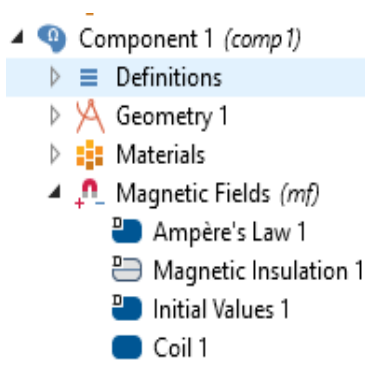 Component 1 (comp1)
Definitions
Geometry 1
Materials
Magnetic Fields (mf)
Ampère's Law 1
Magnetic Insulation 1
Initial Values 1
Coil 1